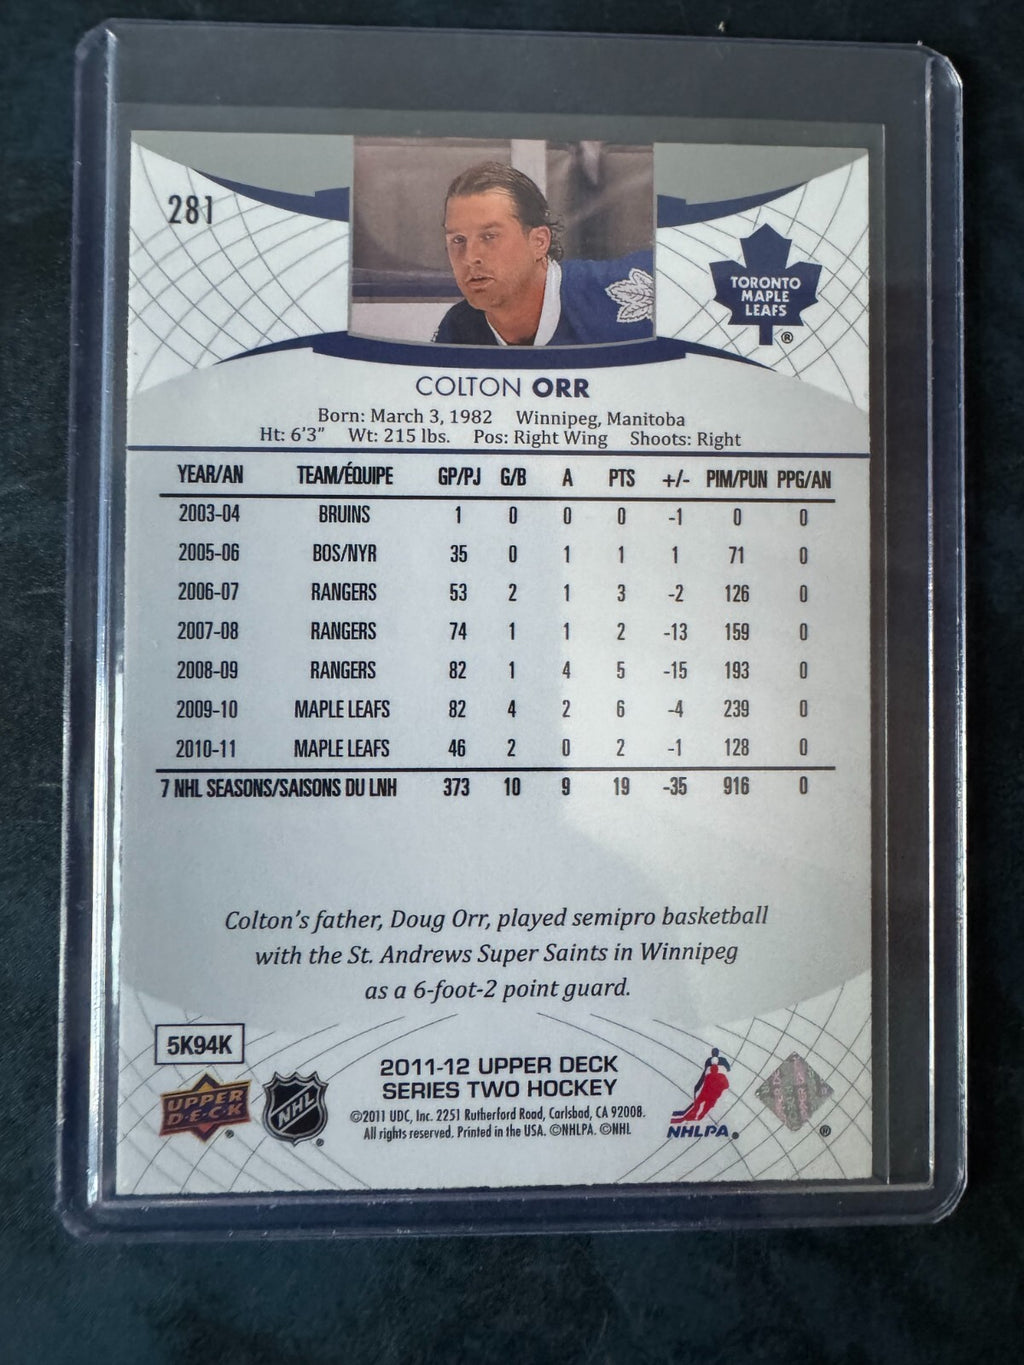 281
TORONTO
MAPLE
LEAFS
®
COLTON ORR
Born: March 3, 1982 Winnipeg, Manitoba
Ht: 6'3" Wt: 215 lbs. Pos: Right Wing Shoots: Right
YEAR/AN TEAM/ÉQUIPE GP/PJ G/B A PTS +/- PIM/PUN PPG/AN
2003-04 BRUINS 1 0 0 0 -1 0 0
2005-06 BOS/NYR 35 0 1 1 1 71 0
2006-07 RANGERS 53 2 1 3 -2 126 0
2007-08 RANGERS 74 1 1 2 -13 159 0
2008-09 RANGERS 82 1 4 5 -15 193 0
2009-10 MAPLE LEAFS 82 4 2 6 -4 239 0
2010-11 MAPLE LEAFS 46 2 0 2 -1 128 0
7 NHL SEASONS/SAISONS DU LNH 373 10 9 19 -35 916 0
Colton's father, Doug Orr, played semipro basketball
with the St. Andrews Super Saints in Winnipeg
as a 6-foot-2 point guard.
5K94K
UPPER
D·E·C·K
®
NHL
®
2011-12 UPPER DECK
SERIES TWO HOCKEY
©2011 UDC, Inc. 2251 Rutherford Road, Carlsbad, CA 92008.
All rights reserved. Printed in the USA. ©NHLPA. ©NHL
NHLPA®
®